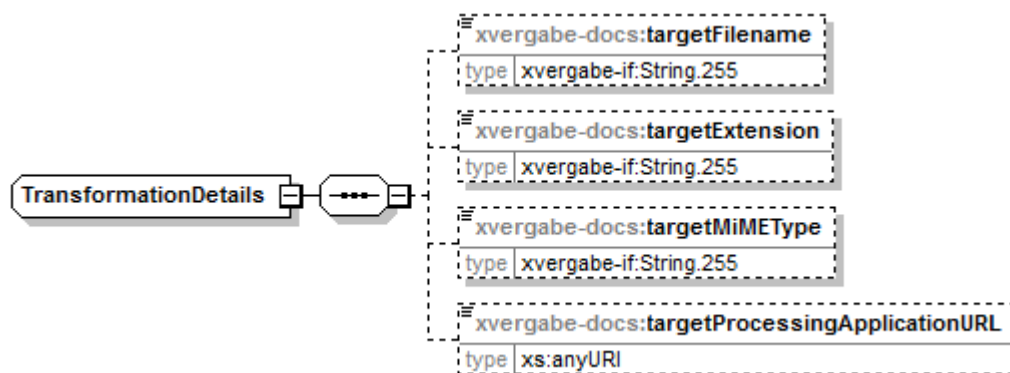 xvergabe-docs:targetFilename
type xvergabe-if:String.255
xvergabe-docs:targetExtension
type xvergabe-if:String.255
TransformationDetails
xvergabe-docs:targetMiMEType
type xvergabe-if:String.255
xvergabe-docs:targetProcessingApplicationURL
type xs:anyURI